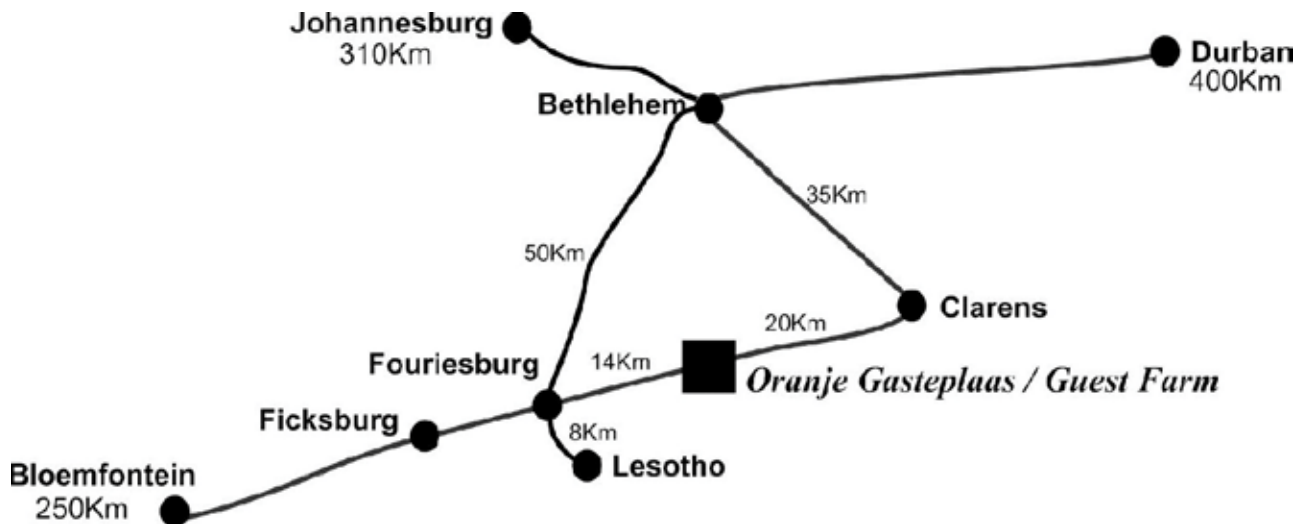 Johannesburg
310Km
Durban
400Km
Bethlehem
35Km
50Km
Clarens
20Km
Fouriesburg
14Km
Oranje Gasteplaas / Guest Farm
Ficksburg
8Km
Lesotho
Bloemfontein
250Km